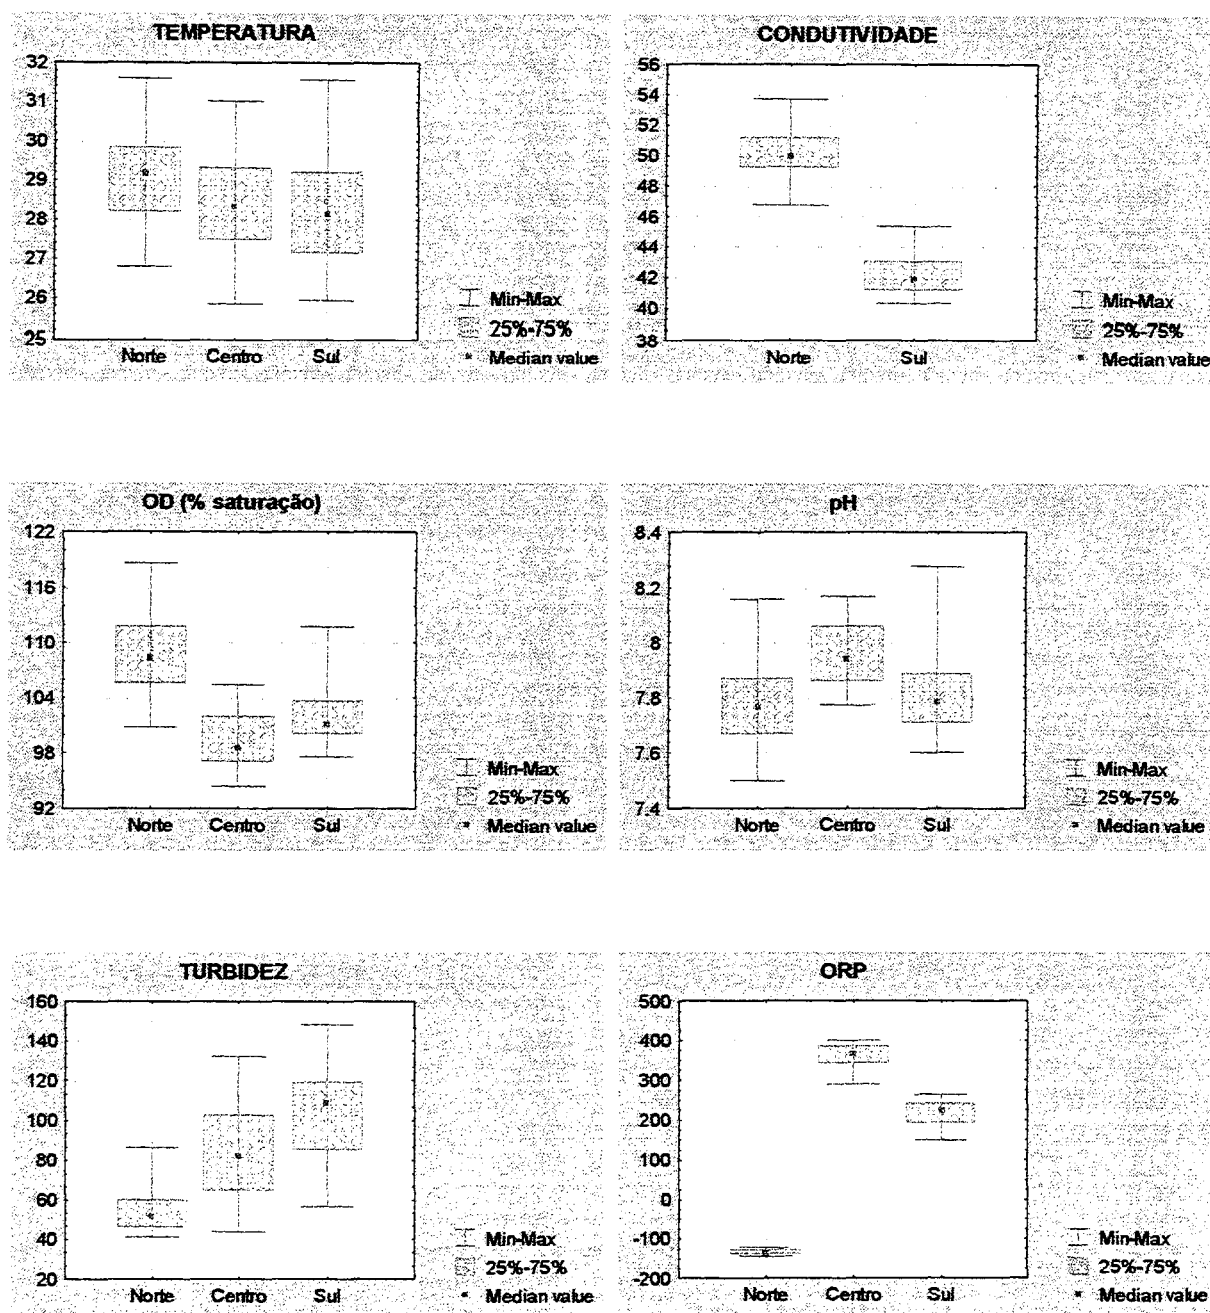 TEMPERATURA
32
31
30
29
28
27
26
25
Norte Centro Sul
Min-Max
25%-75%
Median value
CONDUTIVIDADE
56
54
52
50
48
46
44
42
40
38
Norte Sul
Min-Max
25%-75%
Median value
OD (% saturação)
122
116
110
104
98
92
Norte Centro Sul
Min-Max
25%-75%
Median value
pH
8.4
8.2
8
7.8
7.6
7.4
Norte Centro Sul
Min-Max
25%-75%
Median value
TURBIDEZ
160
140
120
100
80
60
40
20
Norte Centro Sul
Min-Max
25%-75%
Median value
ORP
500
400
300
200
100
0
-100
-200
Norte Centro Sul
Min-Max
25%-75%
Median value